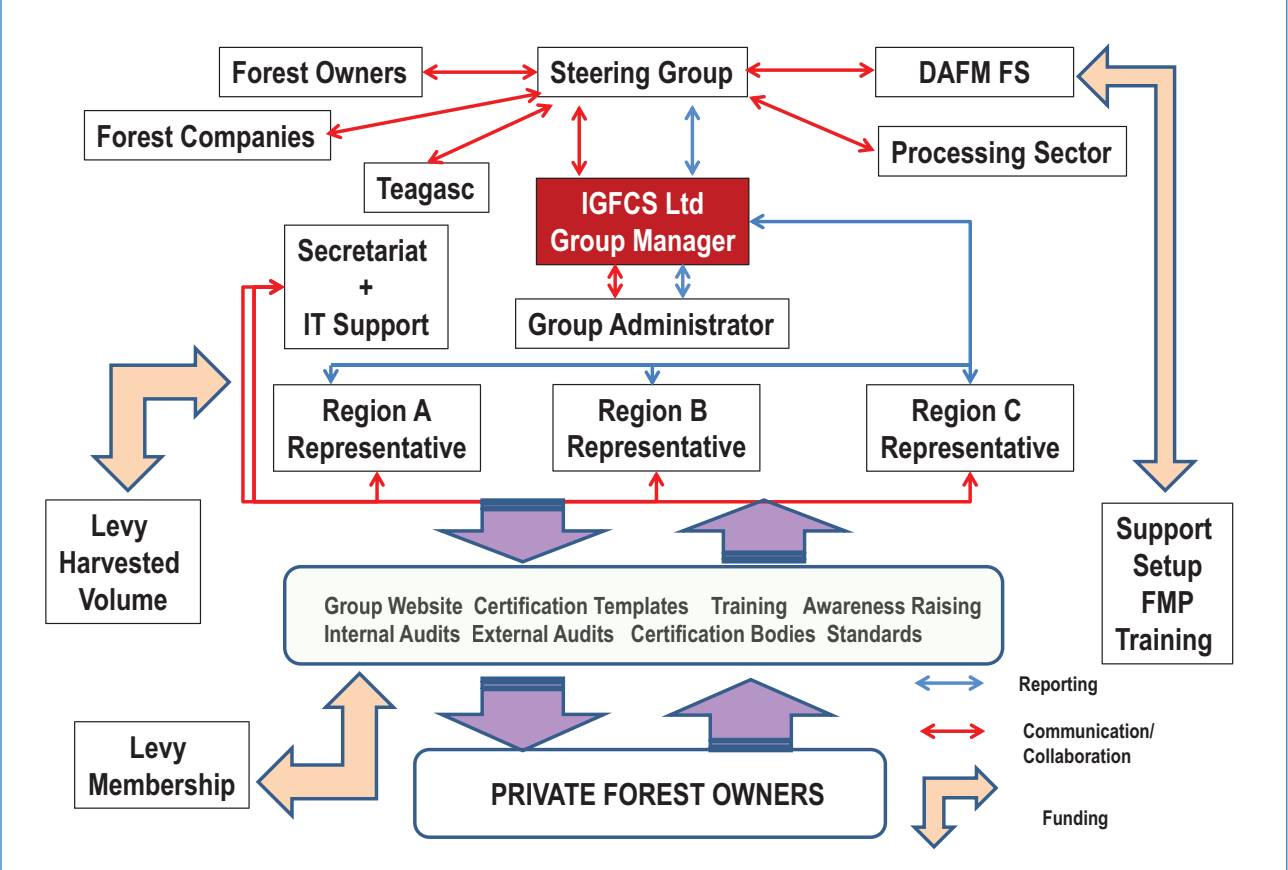 Forest Owners
Steering Group
DAFM FS
Forest Companies
Processing Sector
Teagasc
IGFCS Ltd
Group Manager
Secretariat
+
IT Support
Group Administrator
Region A
Representative
Region B
Representative
Region C
Representative
Levy
Harvested
Volume
Support
Setup
FMP
Training
Group Website Certification Templates Training Awareness Raising
Internal Audits External Audits Certification Bodies Standards
Reporting
Communication/
Collaboration
Funding
Levy
Membership
PRIVATE FOREST OWNERS